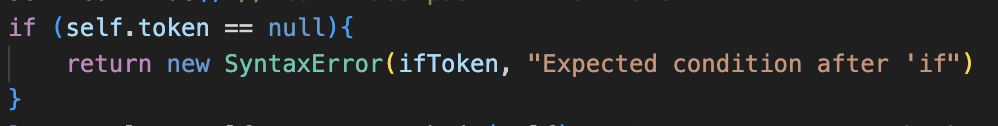 if (self.token == null){
return new SyntaxError(ifToken, "Expected condition after 'if")
}